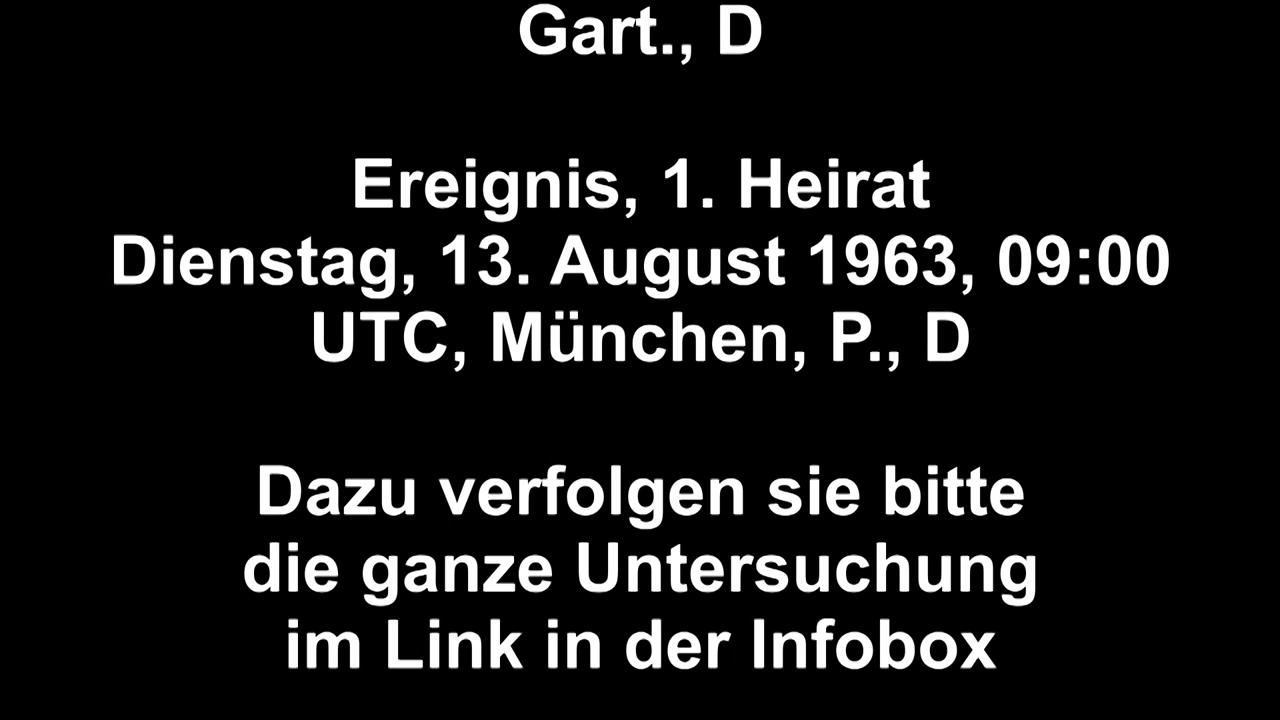 Gart., D
Ereignis, 1. Heirat
Dienstag, 13. August 1963, 09:00
UTC, München, P., D
Dazu verfolgen sie bitte
die ganze Untersuchung
im Link in der Infobox